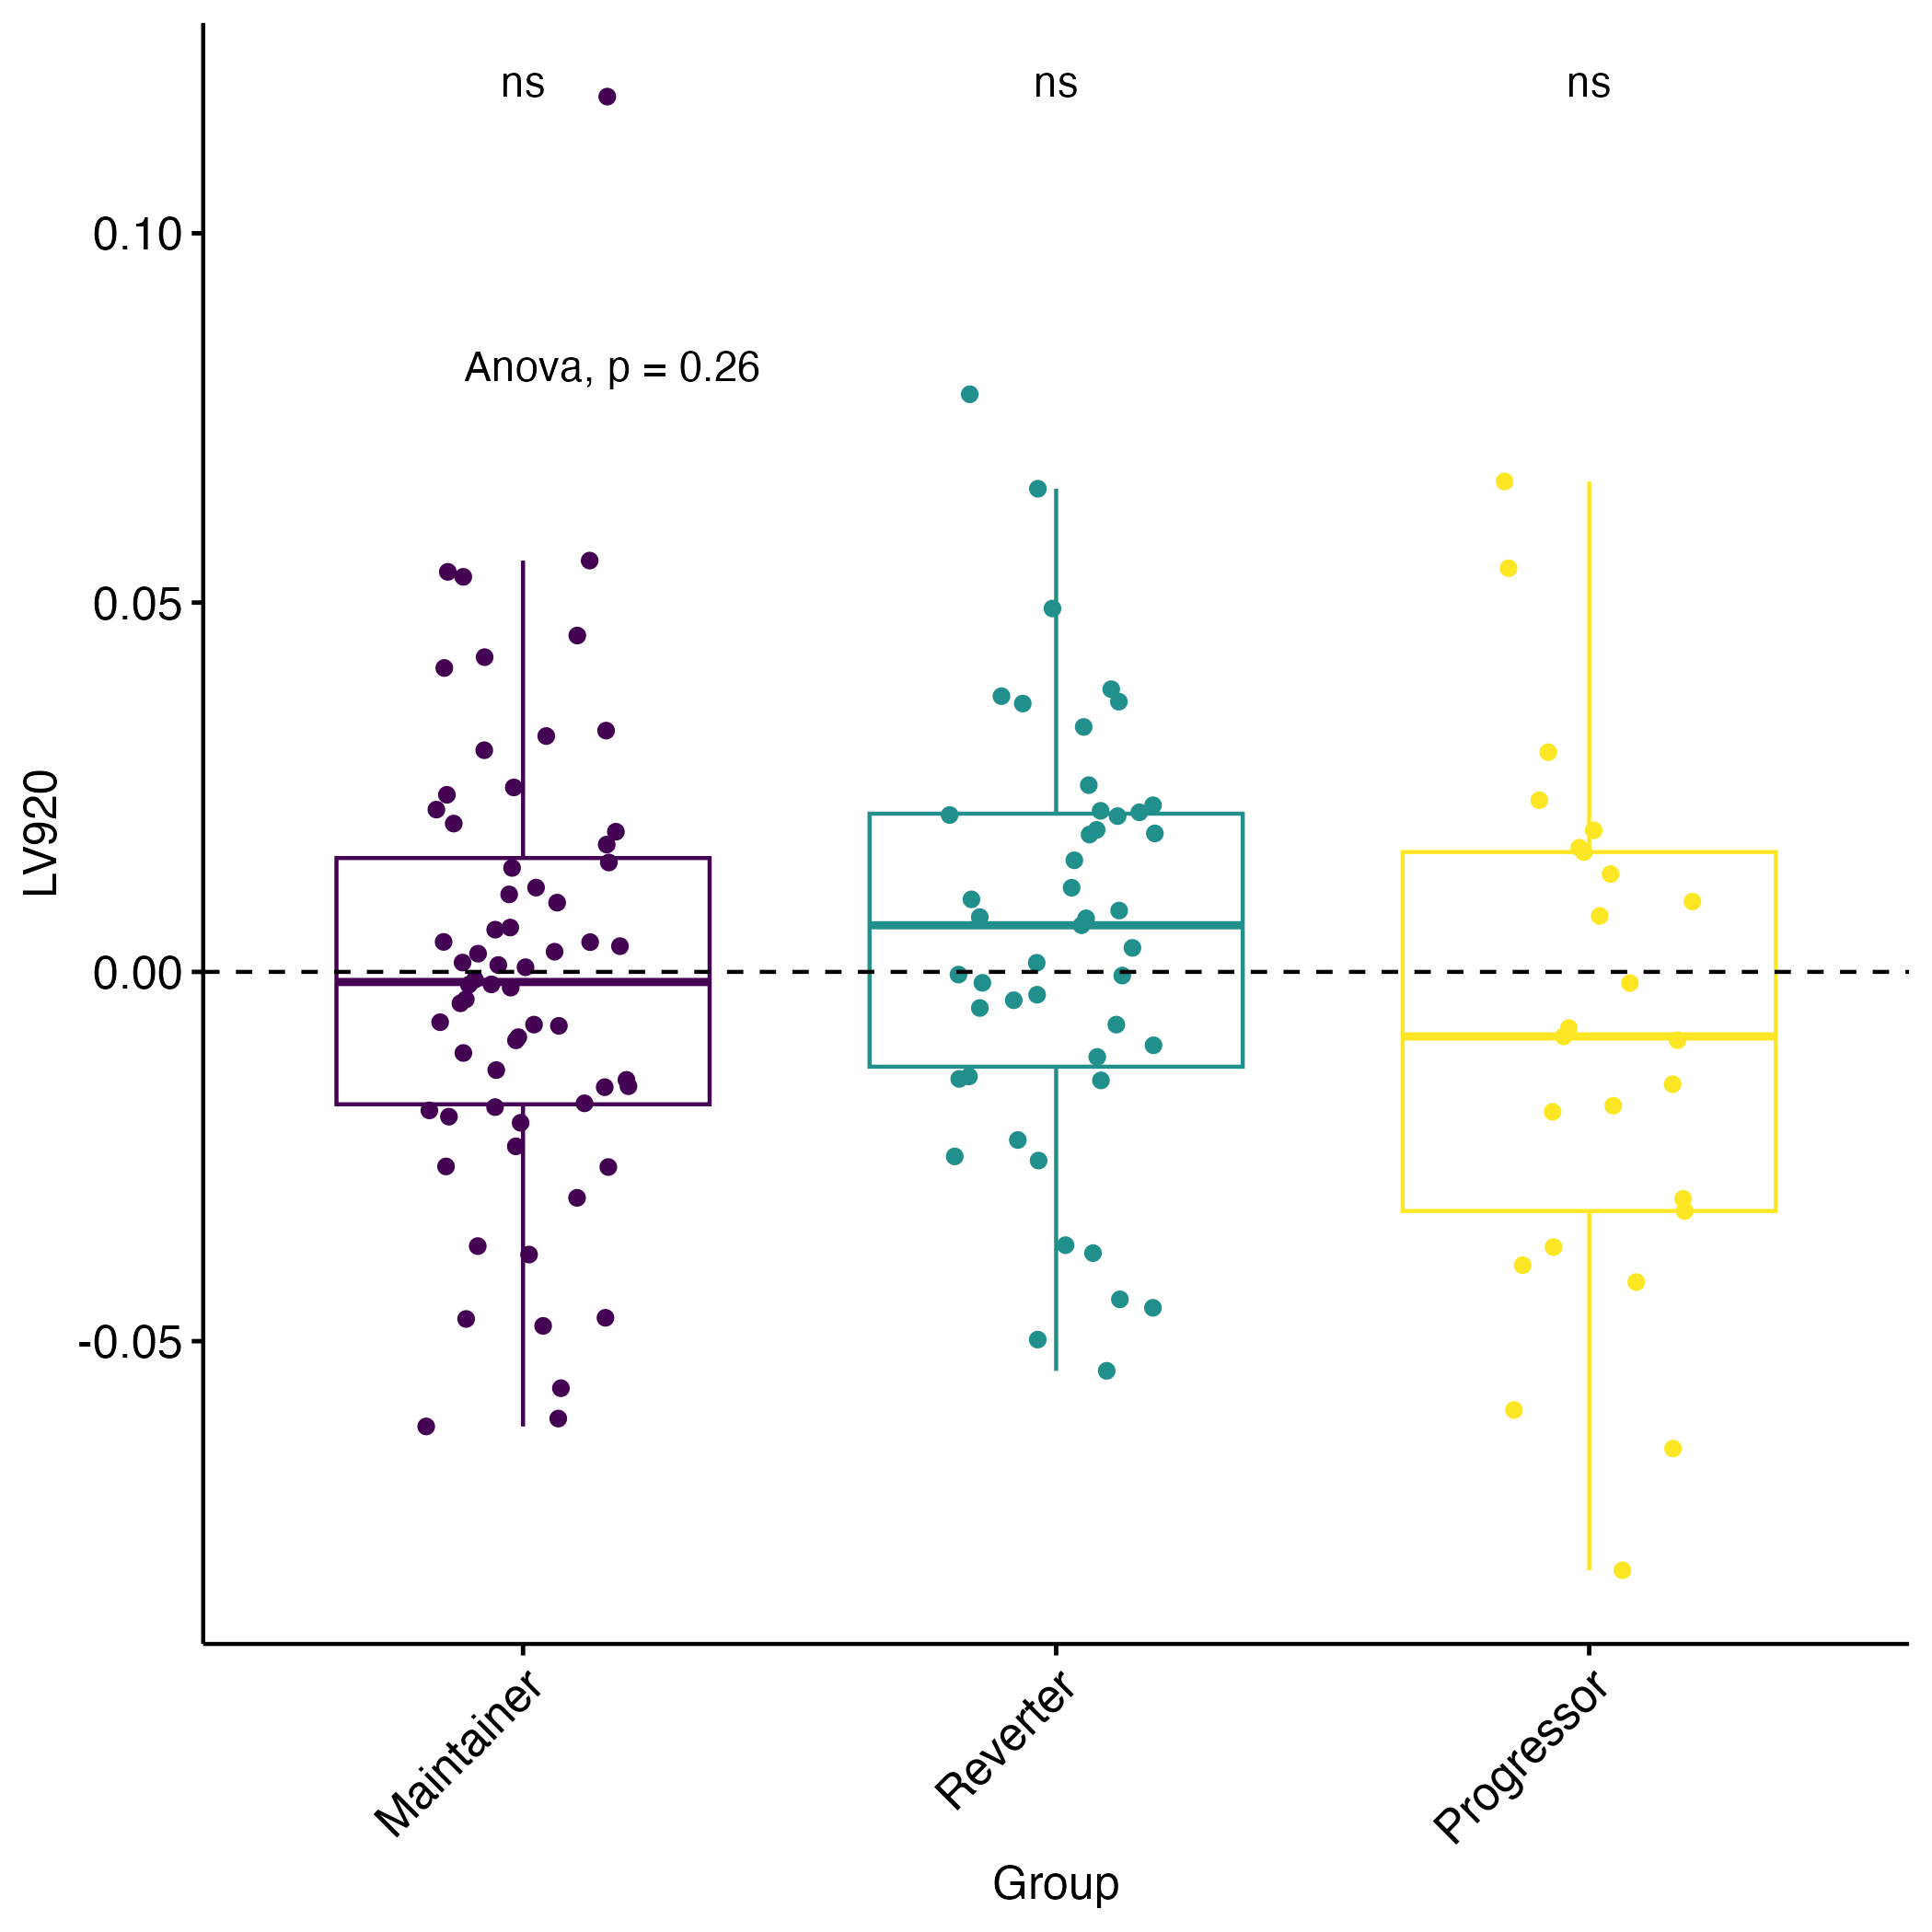 ns ns ns
Anova, p = 0.26
0.10
0.05
0.00
-0.05
LV920
Maintainer Reverter Progressor
Group